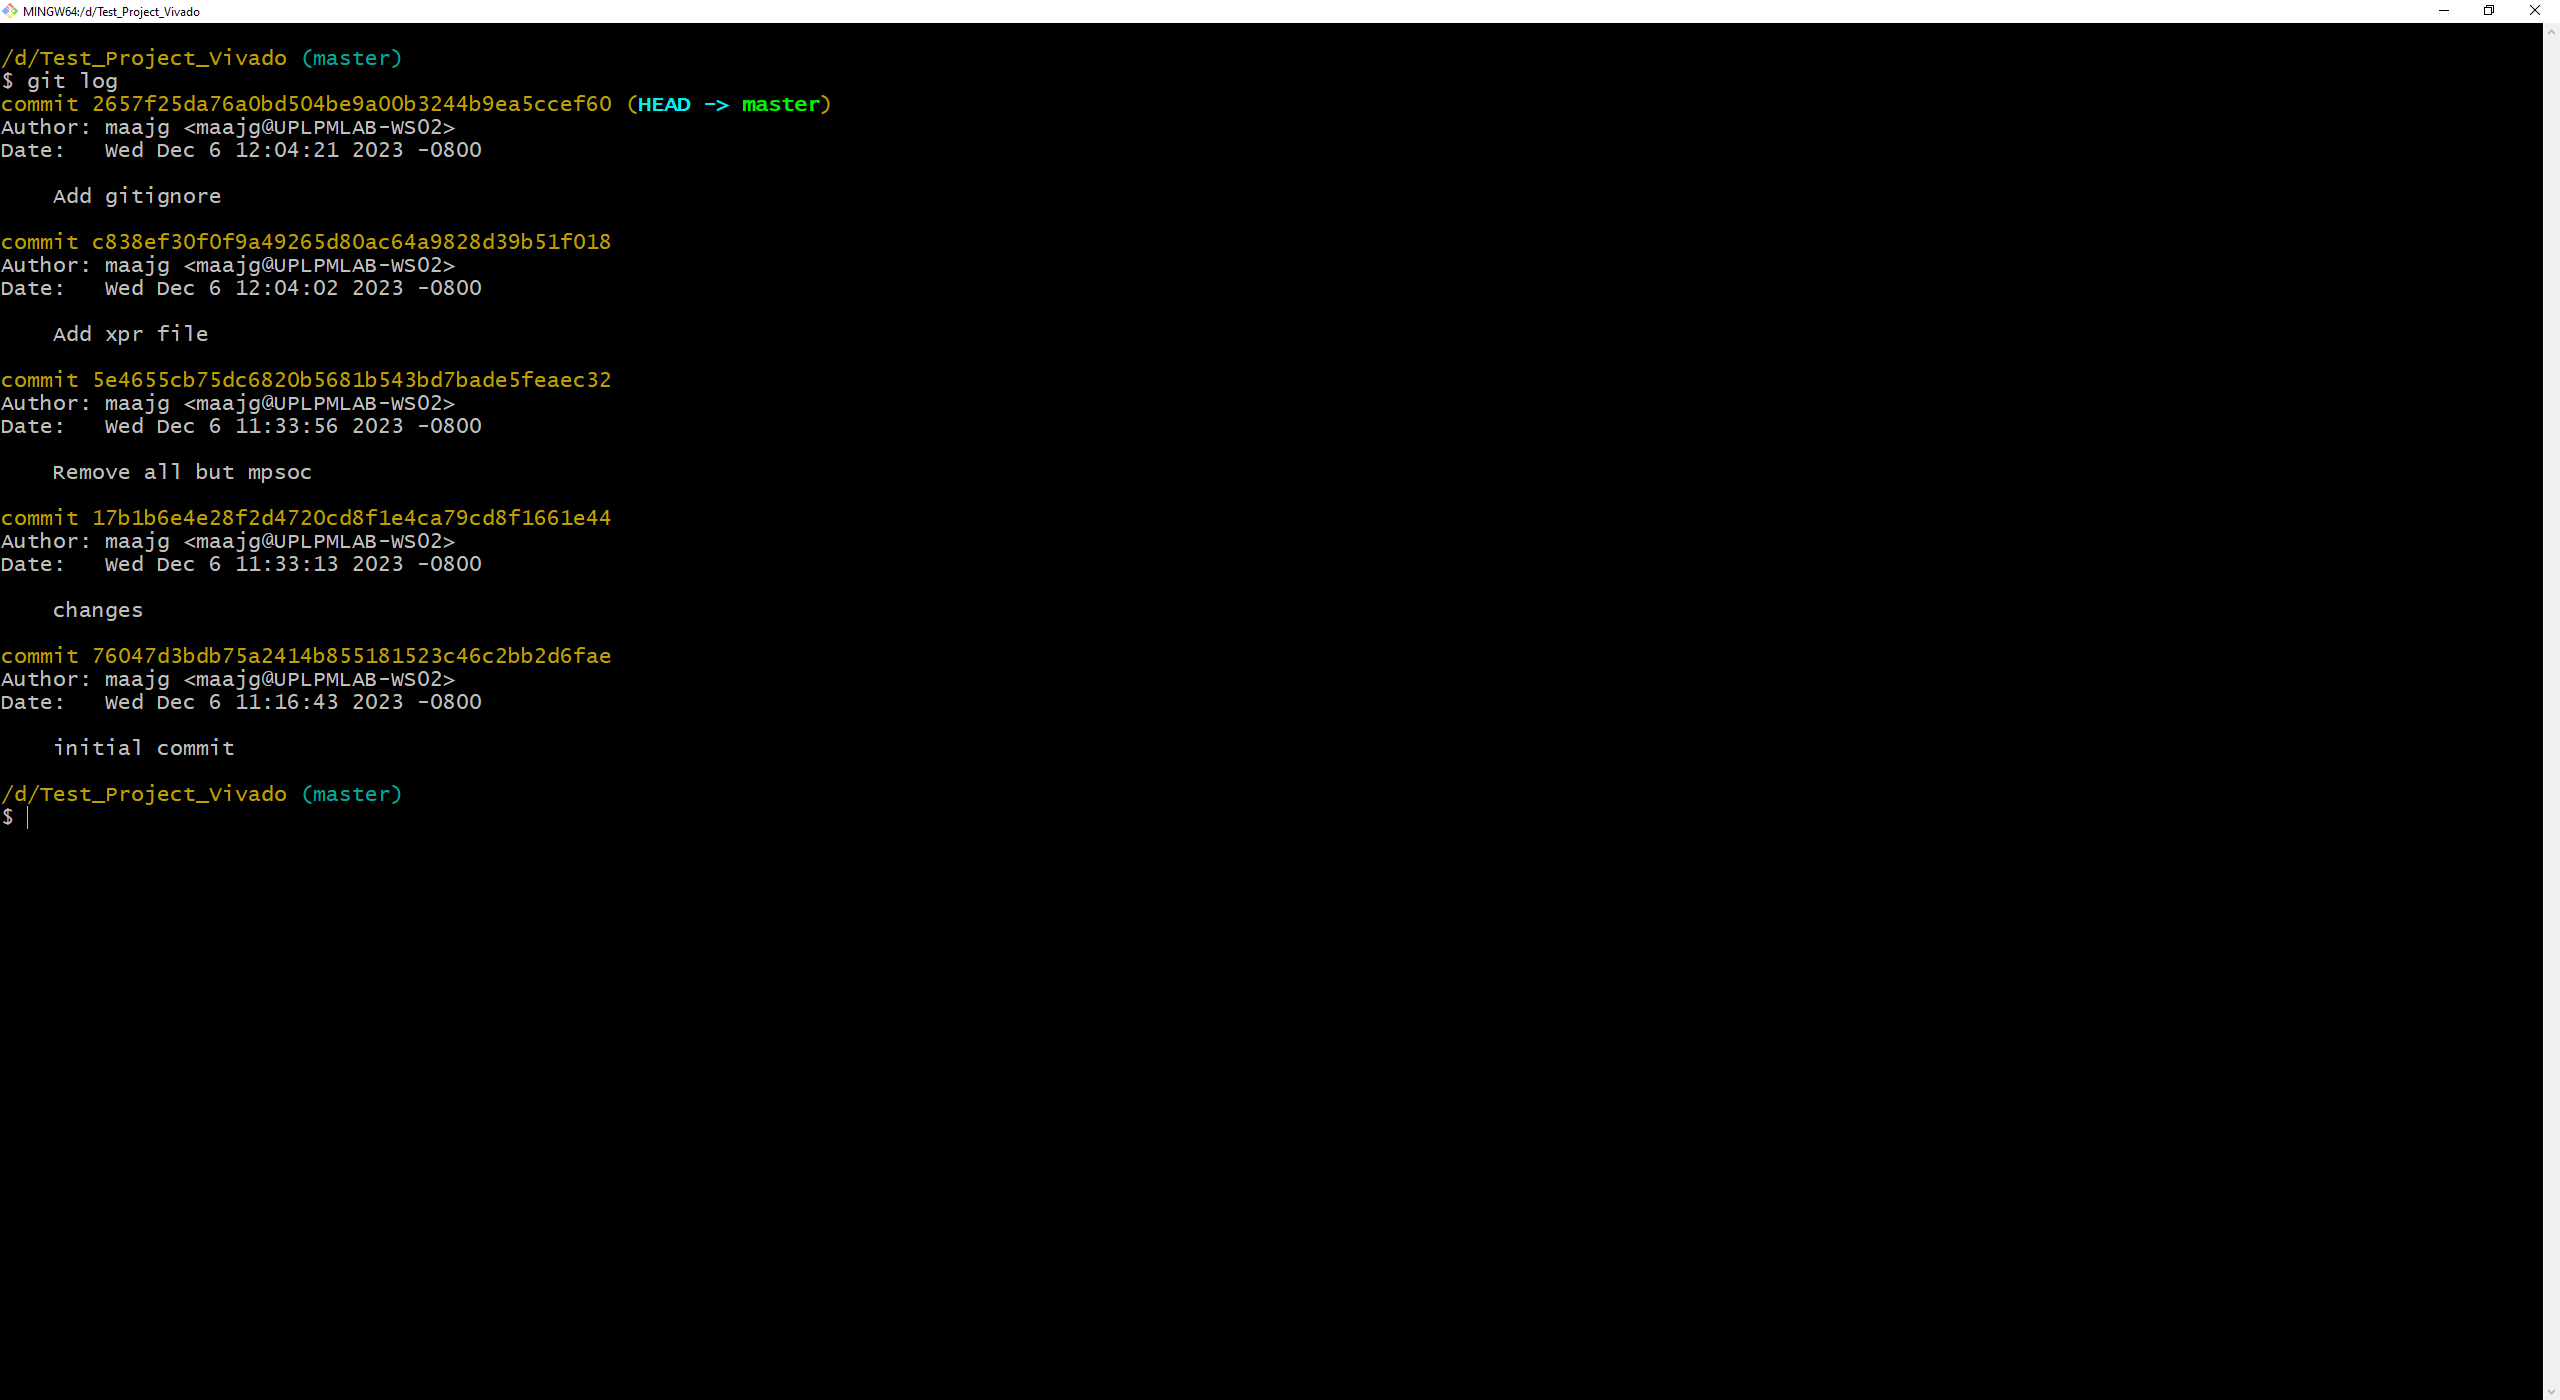 MINGW64:/d/Test_Project_Vivado
/d/Test_Project_Vivado (master)
$ git log
commit 2657f25da76a0bd504be9a00b3244b9ea5ccef60 (HEAD -> master)
Author: maajg <maajg@UPLPMLAB-WS02>
Date:   Wed Dec 6 12:04:21 2023 -0800
    Add gitignore
commit c838ef30f0f9a49265d80ac64a9828d39b51f018
Author: maajg <maajg@UPLPMLAB-WS02>
Date:   Wed Dec 6 12:04:02 2023 -0800
    Add xpr file
commit 5e4655cb75dc6820b5681b543bd7bade5feaec32
Author: maajg <maajg@UPLPMLAB-WS02>
Date:   Wed Dec 6 11:33:56 2023 -0800
    Remove all but mpsoc
commit 17b1b6e4e28f2d4720cd8f1e4ca79cd8f1661e44
Author: maajg <maajg@UPLPMLAB-WS02>
Date:   Wed Dec 6 11:33:13 2023 -0800
    changes
commit 76047d3bdb75a2414b855181523c46c2bb2d6fae
Author: maajg <maajg@UPLPMLAB-WS02>
Date:   Wed Dec 6 11:16:43 2023 -0800
    initial commit
/d/Test_Project_Vivado (master)
$